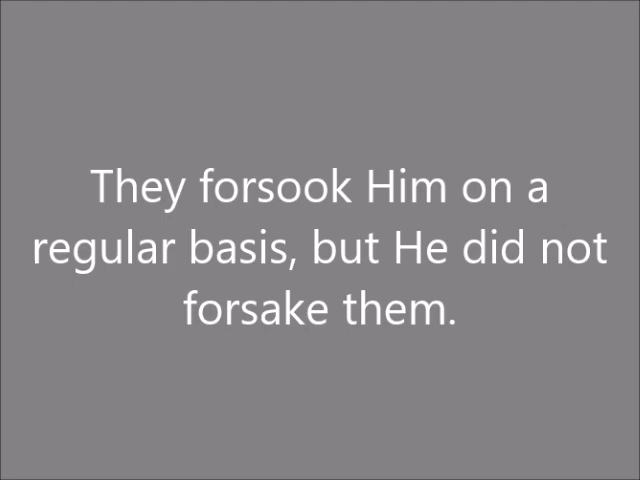 They forsook Him on a
regular basis, but He did not
forsake them.